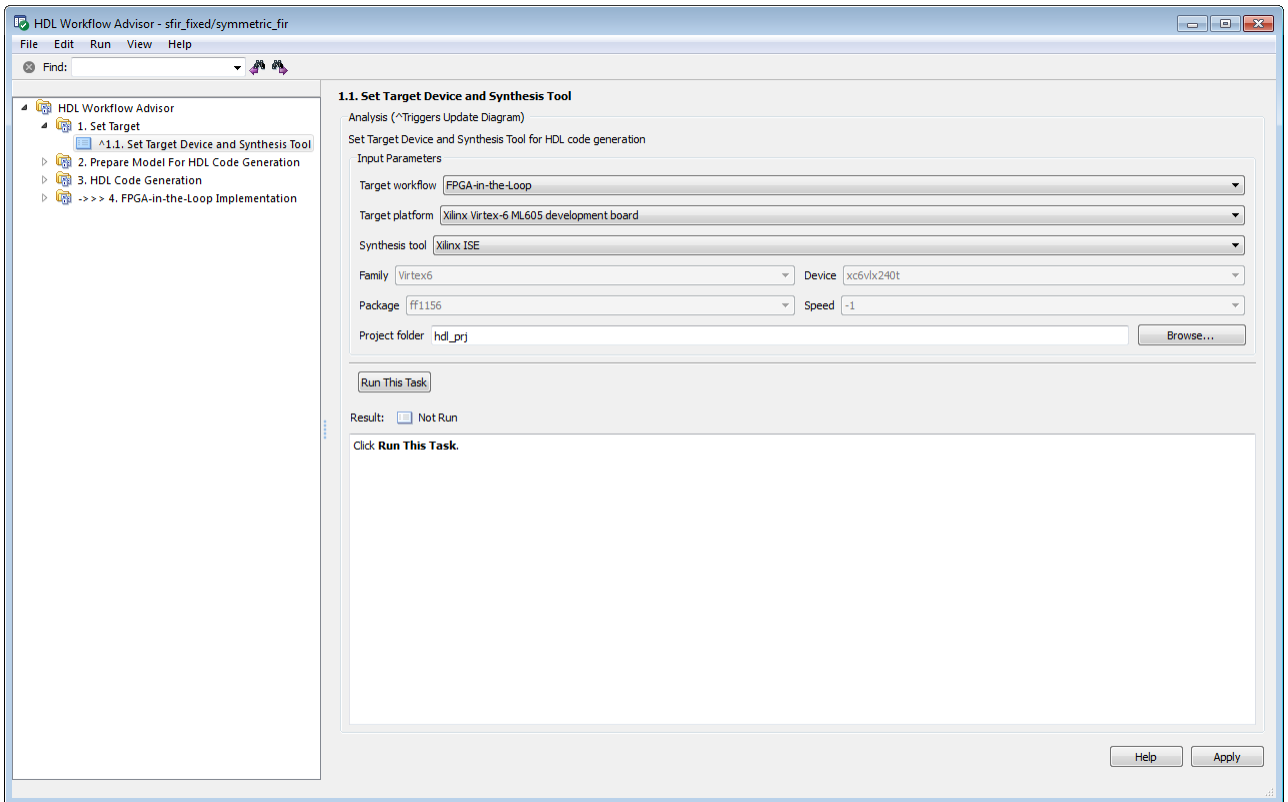 HDL Workflow Advisor - sfir_fixed/symmetric_fir
File Edit Run View Help
Find:
HDL Workflow Advisor
1. Set Target
^1.1. Set Target Device and Synthesis Tool
2. Prepare Model For HDL Code Generation
3. HDL Code Generation
->>> 4. FPGA-in-the-Loop Implementation
1.1. Set Target Device and Synthesis Tool
Analysis (^Triggers Update Diagram)
Set Target Device and Synthesis Tool for HDL code generation
Input Parameters
Target workflow FPGA-in-the-Loop
Target platform Xilinx Virtex-6 ML605 development board
Synthesis tool Xilinx ISE
Family Virtex6 Device xc6vlx240t
Package ff1156 Speed -1
Project folder hdl_prj Browse...
Run This Task
Result: Not Run
Click Run This Task.
Help Apply